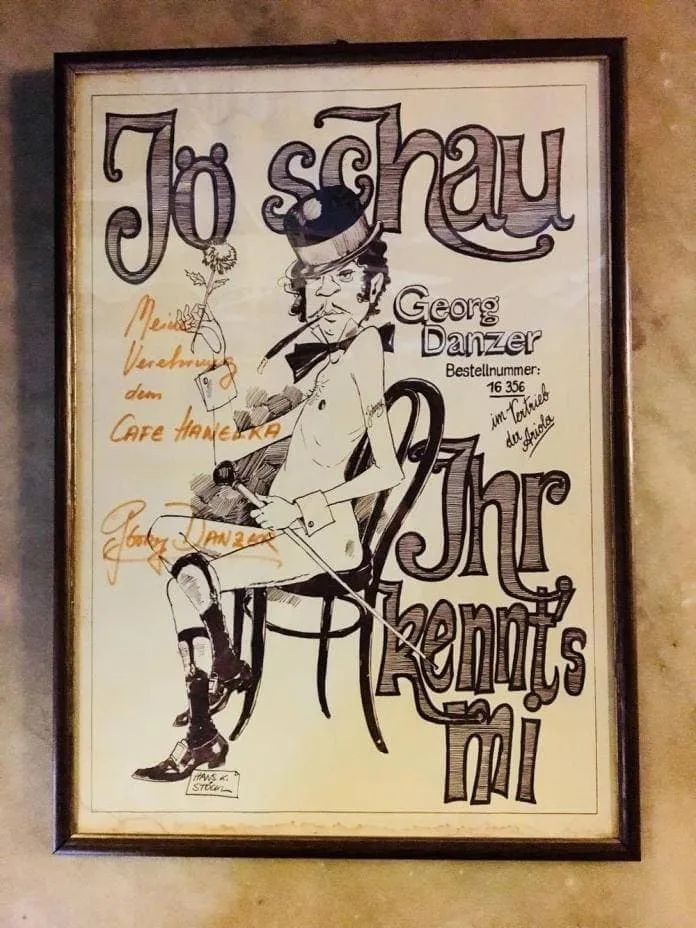 Jö schau
Georg
Danzer
Bestellnummer:
16 356
im Vertrieb
der Ariola
Meine
Verehrung
dem
CAFE HAWELKA
Georg DANZER
Ihr
kennt's
mi
HANS K.